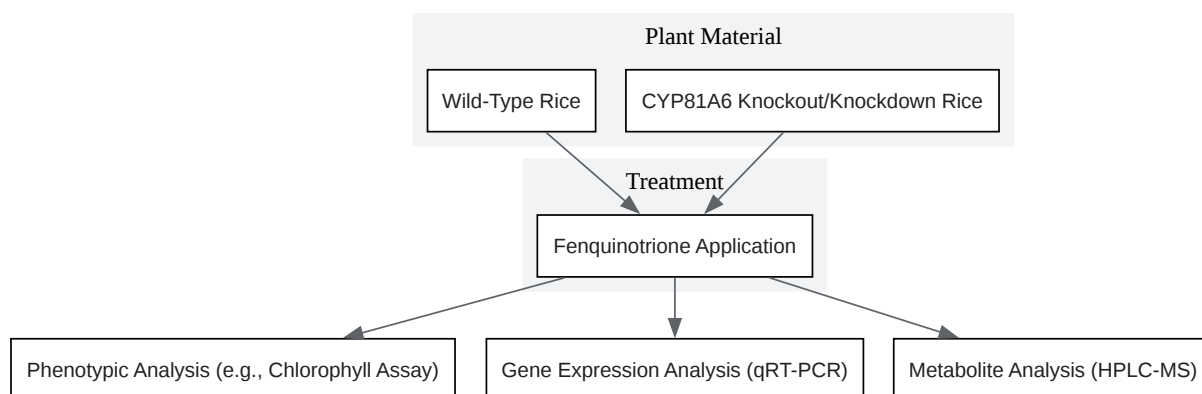 Plant Material
Wild-Type Rice
CYP81A6 Knockout/Knockdown Rice
Treatment
Fenquinotrione Application
Phenotypic Analysis (e.g., Chlorophyll Assay)
Gene Expression Analysis (qRT-PCR)
Metabolite Analysis (HPLC-MS)